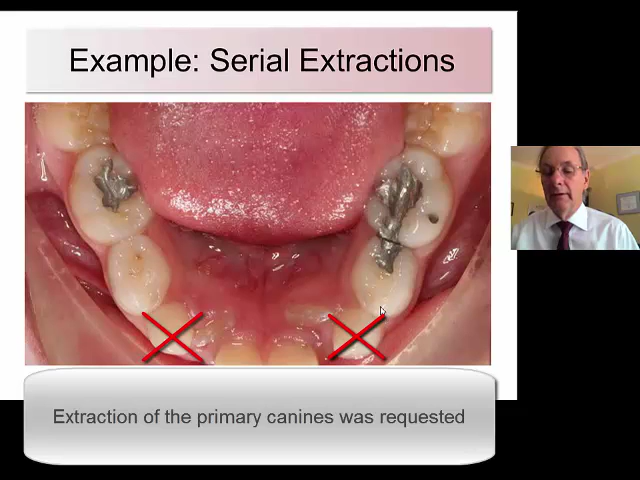 Example: Serial Extractions
Extraction of the primary canines was requested